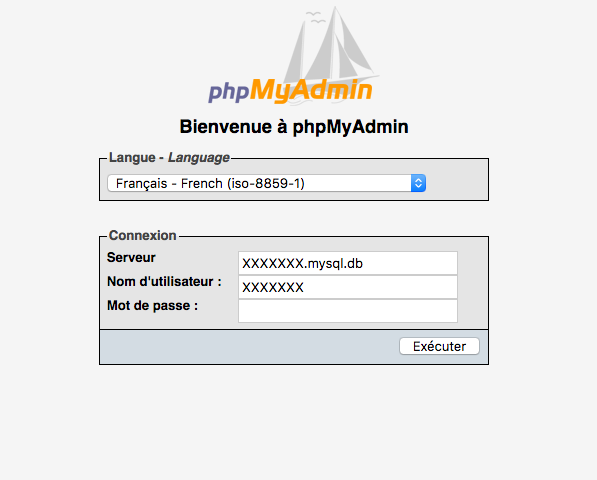 phpMyAdmin
Bienvenue à phpMyAdmin
Langue - Language
Français - French (iso-8859-1)
Connexion
Serveur XXXXXXX.mysql.db
Nom d'utilisateur : XXXXXXX
Mot de passe :
Exécuter